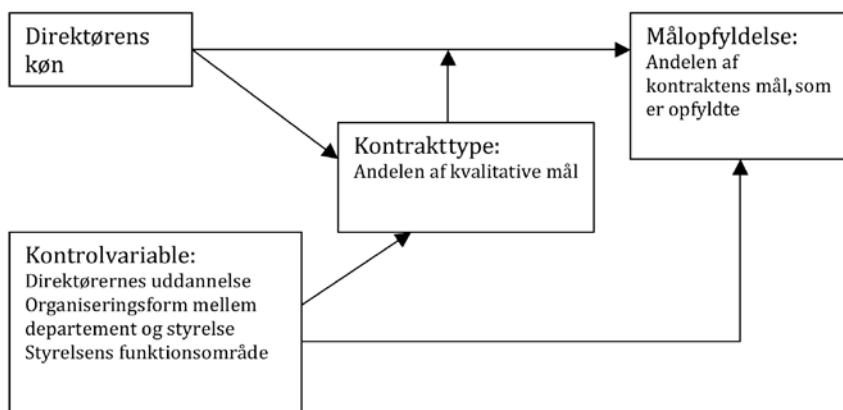 Direktørens
køn
Målopfyldelse:
Andelen af
kontraktens mål, som
er opfyldte
Kontrakttype:
Andelen af kvalitative mål
Kontrolvariable:
Direktørernes uddannelse
Organiseringsform mellem
departement og styrelse
Styrelsens funktionsområde